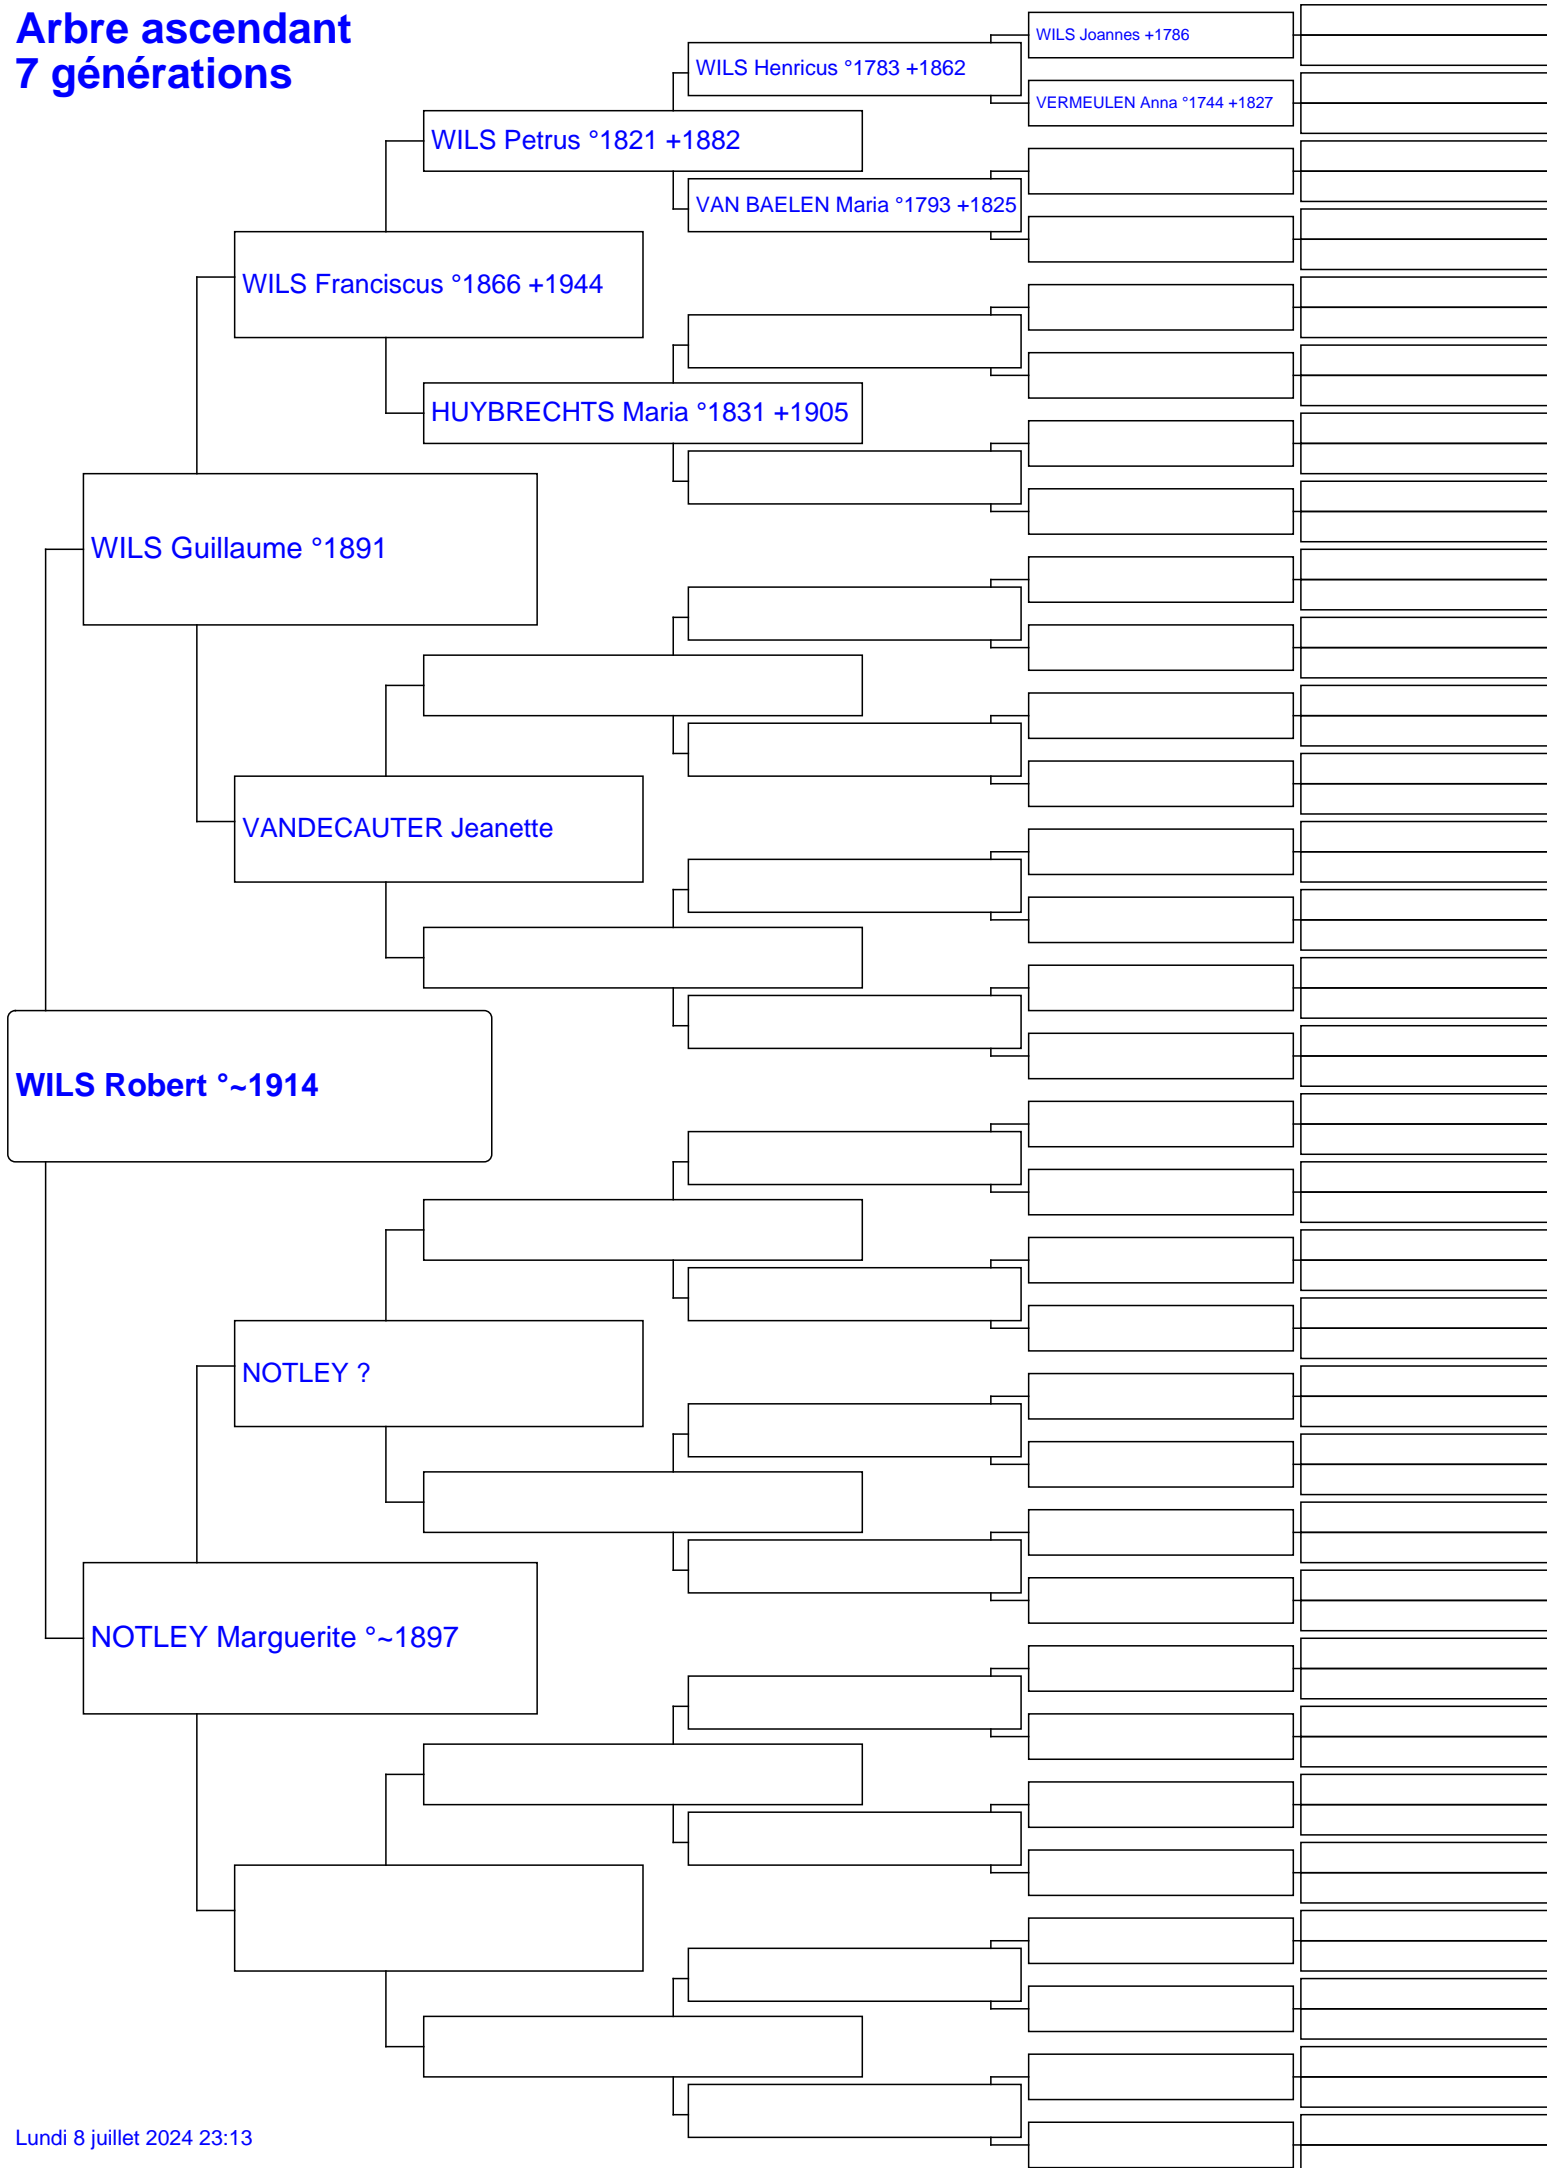 Arbre ascendant
7 générations
WILS Joannes +1786
WILS Henricus °1783 +1862
VERMEULEN Anna °1744 +1827
WILS Petrus °1821 +1882
VAN BAELEN Maria °1793 +1825
WILS Franciscus °1866 +1944
HUYBRECHTS Maria °1831 +1905
WILS Guillaume °1891
VANDECAUTER Jeanette
WILS Robert °~1914
NOTLEY ?
NOTLEY Marguerite °~1897
Lundi 8 juillet 2024 23:13